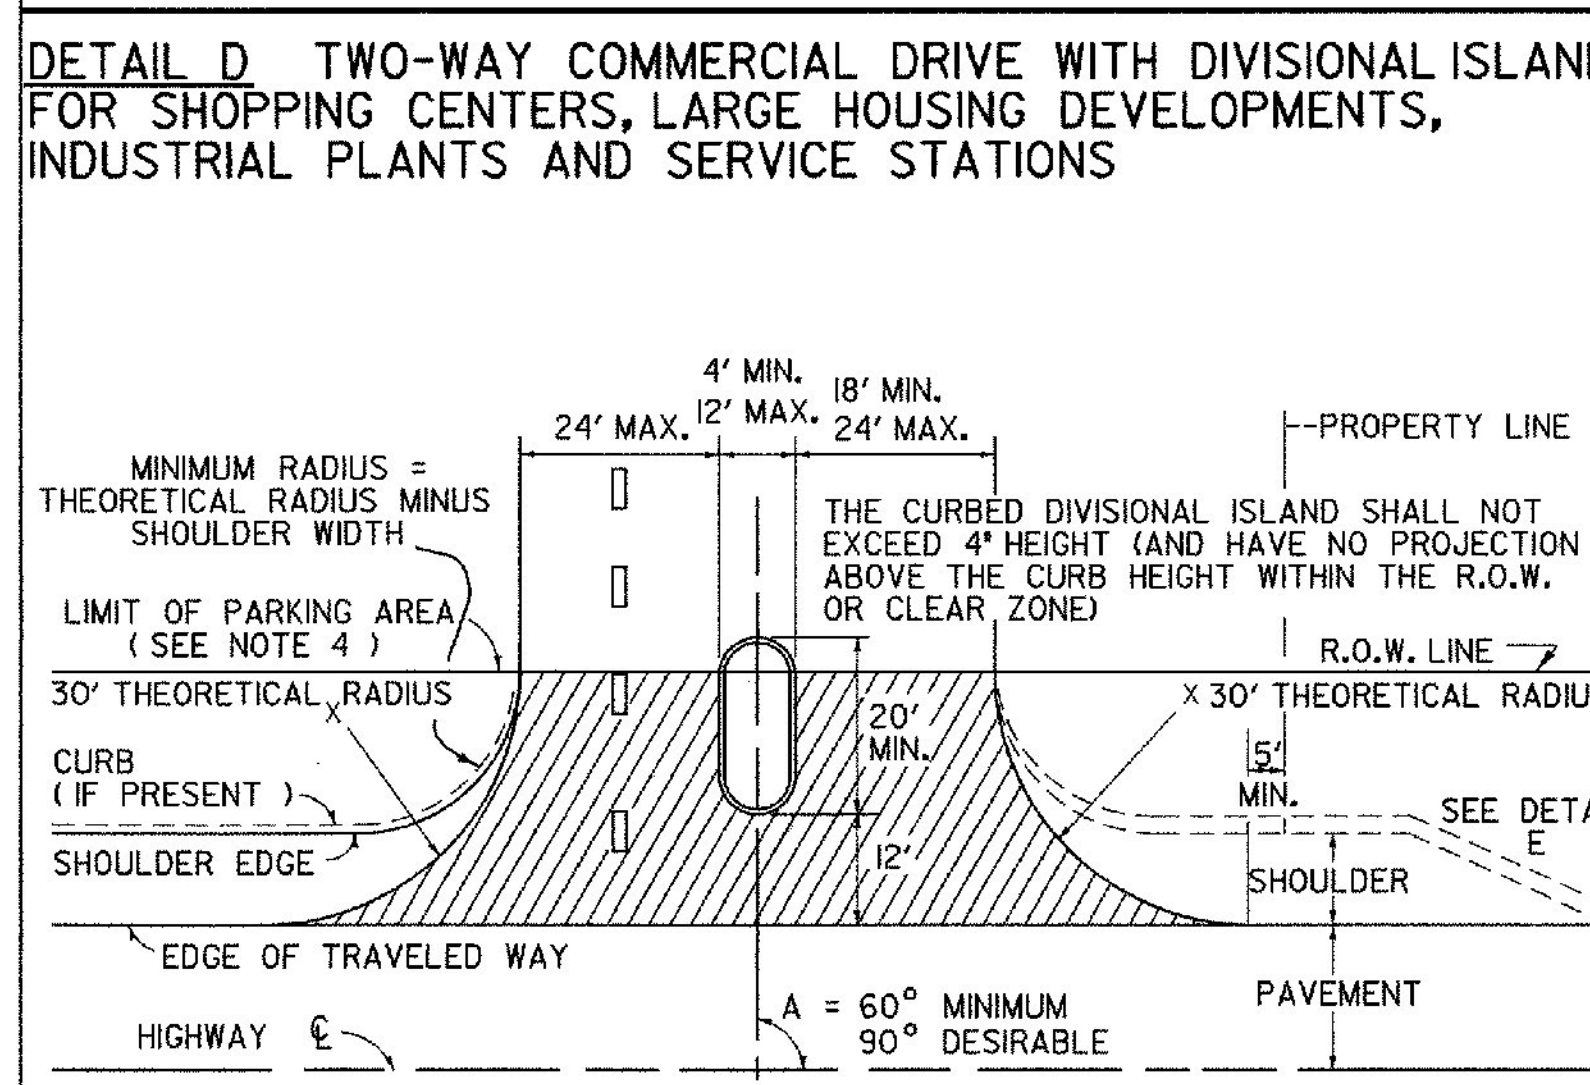 DETAIL D TWO-WAY COMMERCIAL DRIVE WITH DIVISIONAL ISLAN
FOR SHOPPING CENTERS, LARGE HOUSING DEVELOPMENTS,
INDUSTRIAL PLANTS AND SERVICE STATIONS
24' MAX.
4' MIN.
12' MAX.
18' MIN.
24' MAX.
PROPERTY LINE
MINIMUM RADIUS =
THEORETICAL RADIUS MINUS
SHOULDER WIDTH
THE CURBED DIVISIONAL ISLAND SHALL NOT
EXCEED 4" HEIGHT (AND HAVE NO PROJECTION
ABOVE THE CURB HEIGHT WITHIN THE R.O.W.
OR CLEAR ZONE)
LIMIT OF PARKING AREA
( SEE NOTE 4 )
R.O.W. LINE
30' THEORETICAL RADIUS
X
X 30' THEORETICAL RADIU
20'
MIN.
5'
MIN.
CURB
( IF PRESENT )
SEE DETA
E
SHOULDER EDGE
12'
SHOULDER
EDGE OF TRAVELED WAY
PAVEMENT
A = 60° MINIMUM
90° DESIRABLE
HIGHWAY ℄